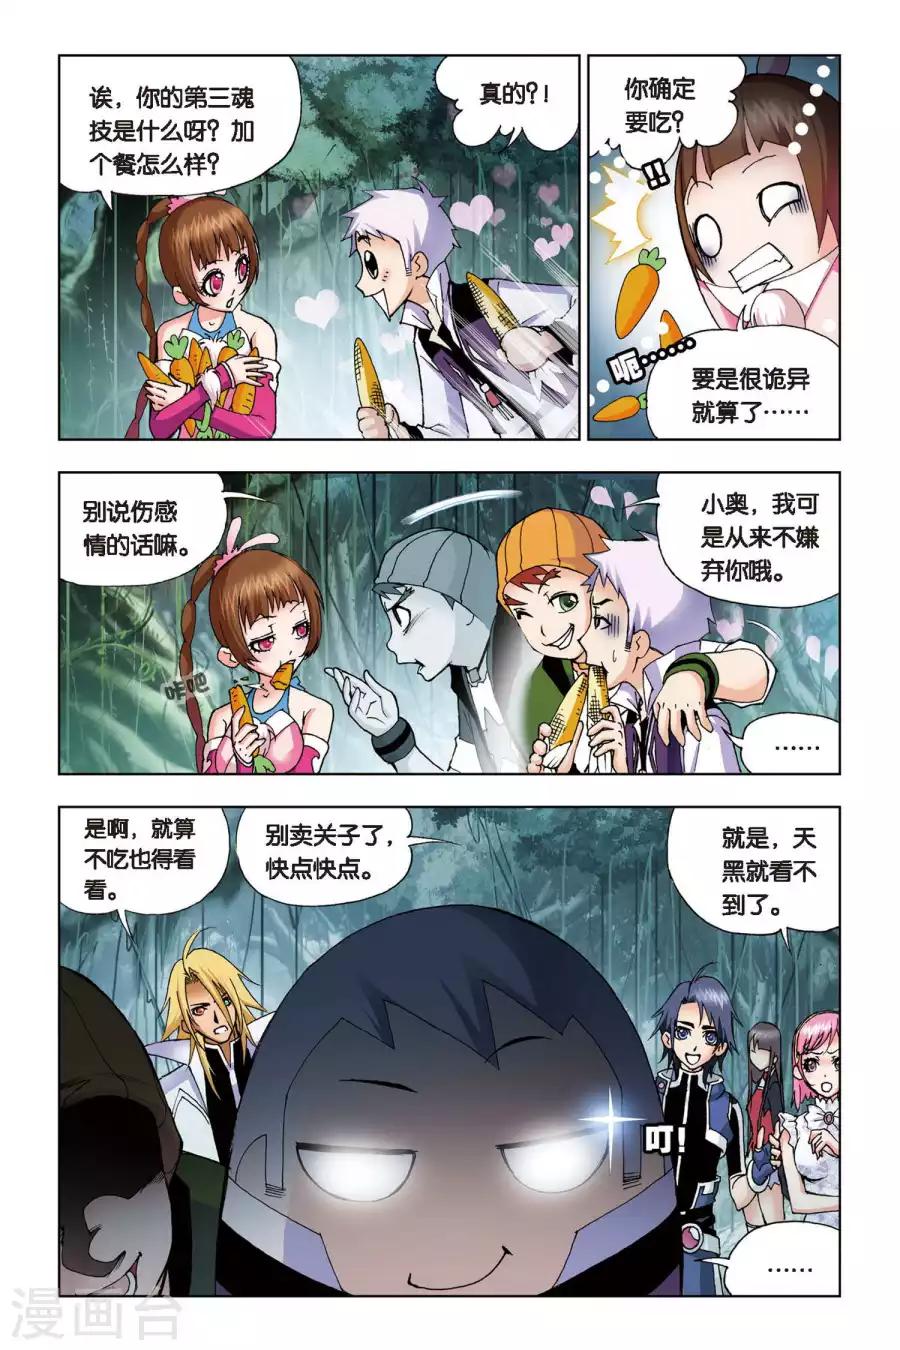 诶，你的第三魂
技是什么呀？加
个餐怎么样？
真的？！
你确定
要吃？
!!
呃……
要是很诡异
就算了……
别说伤感
情的话嘛。
咔吧
小奥，我可
是从来不嫌
弃你哦。
……
是啊，就算
不吃也得看
看。
别卖关子了，
快点快点。
就是，天
黑就看不
到了。
叮！
……
漫画台